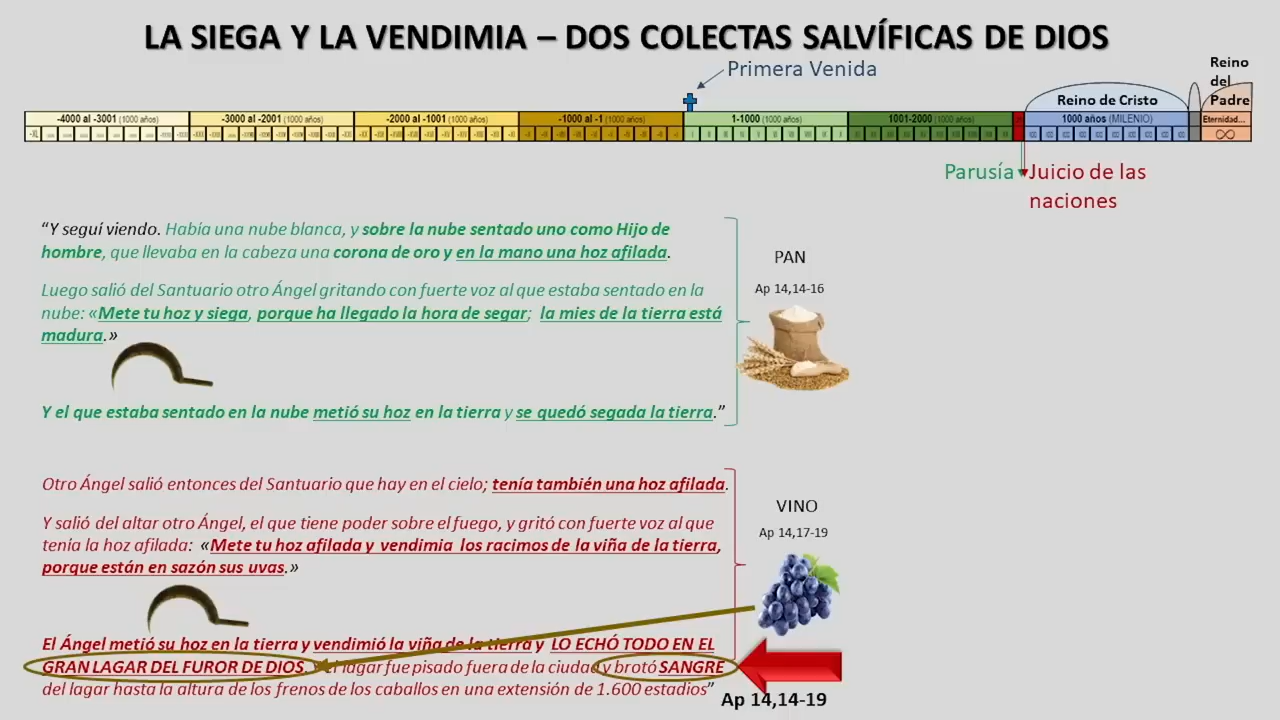 LA SIEGA Y LA VENDIMIA – DOS COLECTAS SALVÍFICAS DE DIOS
Primera Venida
Reino
del
Padre
Reino de Cristo
-4000 al -3001 (1000 años)
-3000 al -2001 (1000 años)
-2000 al -1001 (1000 años)
-1000 al -1 (1000 años)
1-1000 (1000 años)
1001-2000 (1000 años)
1000 años (MILENIO)
Eternidad...
∞
Parusía
Juicio de las
naciones
“Y seguí viendo. Había una nube blanca, y sobre la nube sentado uno como Hijo de
hombre, que llevaba en la cabeza una corona de oro y en la mano una hoz afilada.
Luego salió del Santuario otro Ángel gritando con fuerte voz al que estaba sentado en la
nube: «Mete tu hoz y siega, porque ha llegado la hora de segar; la mies de la tierra está
madura.»
Y el que estaba sentado en la nube metió su hoz en la tierra y se quedó segada la tierra.”
PAN
Ap 14,14-16
Otro Ángel salió entonces del Santuario que hay en el cielo; tenía también una hoz afilada.
Y salió del altar otro Ángel, el que tiene poder sobre el fuego, y gritó con fuerte voz al que
tenía la hoz afilada: «Mete tu hoz afilada y vendimia los racimos de la viña de la tierra,
porque están en sazón sus uvas.»
El Ángel metió su hoz en la tierra y vendimió la viña de la tierra y LO ECHÓ TODO EN EL
GRAN LAGAR DEL FUROR DE DIOS. lagar fue pisado fuera de la ciudad y brotó SANGRE
del lagar hasta la altura de los frenos de los caballos en una extensión de 1.600 estadios”
VINO
Ap 14,17-19
Ap 14,14-19